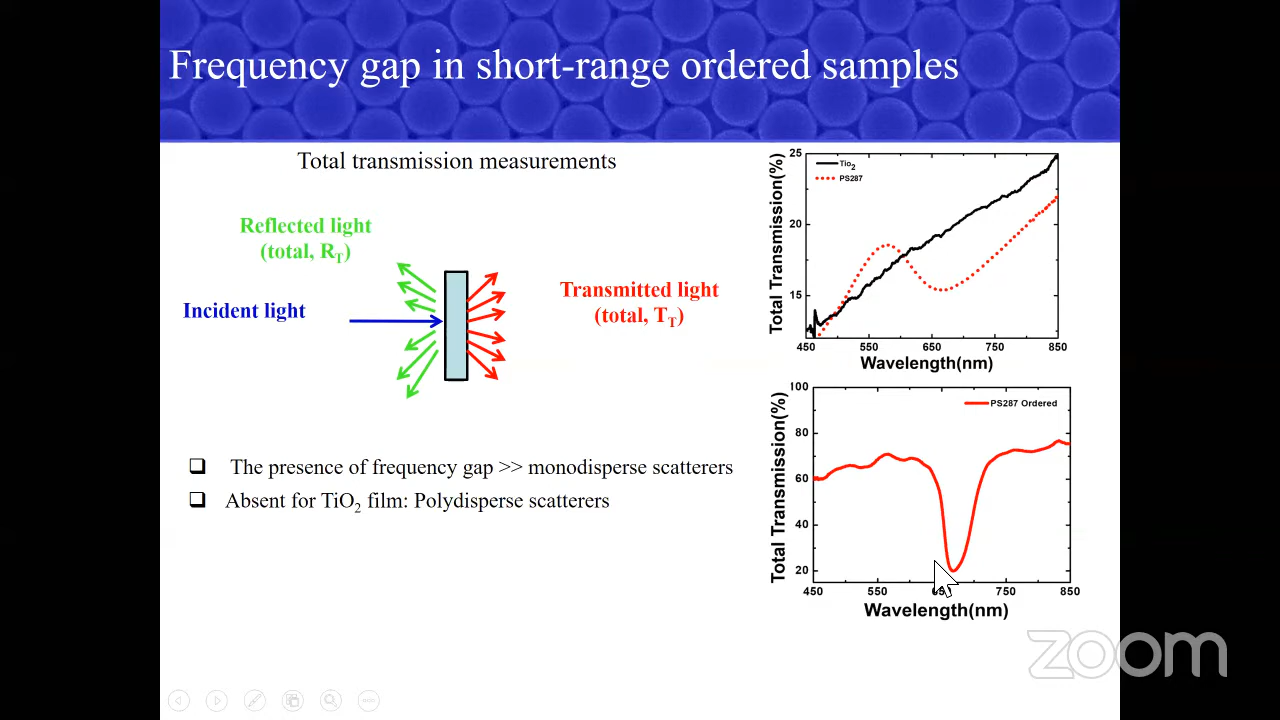 Frequency gap in short-range ordered samples
Total transmission measurements
Reflected light
(total, R_T)
Incident light
Transmitted light
(total, T_T)
The presence of frequency gap >> monodisperse scatterers
Absent for TiO2 film: Polydisperse scatterers
25
20
15
Total Transmission(%)
Tio2
PS287
450 550 650 750 850
Wavelength(nm)
100
80
60
40
20
Total Transmission(%)
PS287 Ordered
450 550 750 850
Wavelength(nm)
zoom